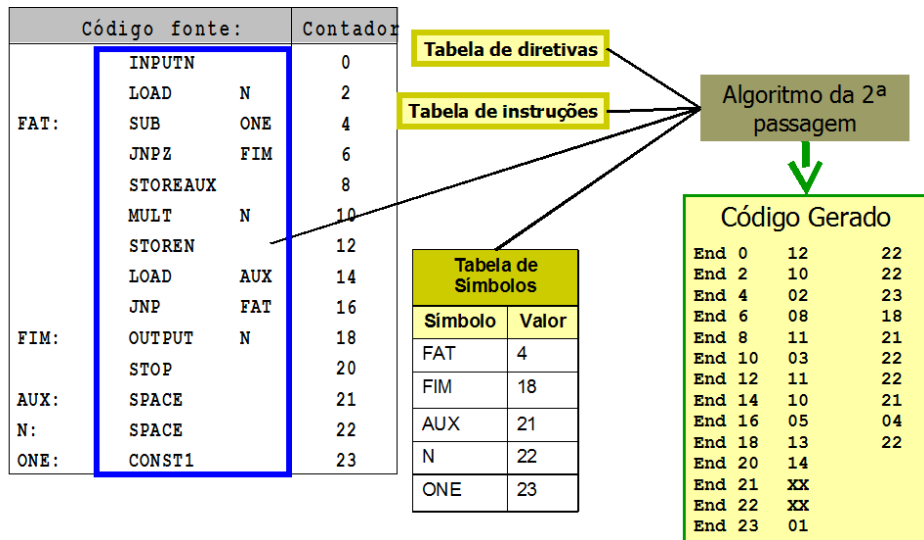 Código fonte: Contador
INPUTN 0
LOAD N 2
FAT: SUB ONE 4
JNPZ FIM 6
STOREAUX 8
MULT N 10
STOREN 12
LOAD AUX 14
JNP FAT 16
FIM: OUTPUT N 18
STOP 20
AUX: SPACE 21
N: SPACE 22
ONE: CONST1 23
Tabela de diretivas
Tabela de instruções
Algoritmo da 2ª
passagem
Tabela de
Símbolos
Símbolo Valor
FAT 4
FIM 18
AUX 21
N 22
ONE 23
Código Gerado
End 0 12 22
End 2 10 22
End 4 02 23
End 6 08 18
End 8 11 21
End 10 03 22
End 12 11 22
End 14 10 21
End 16 05 04
End 18 13 22
End 20 14
End 21 XX
End 22 XX
End 23 01